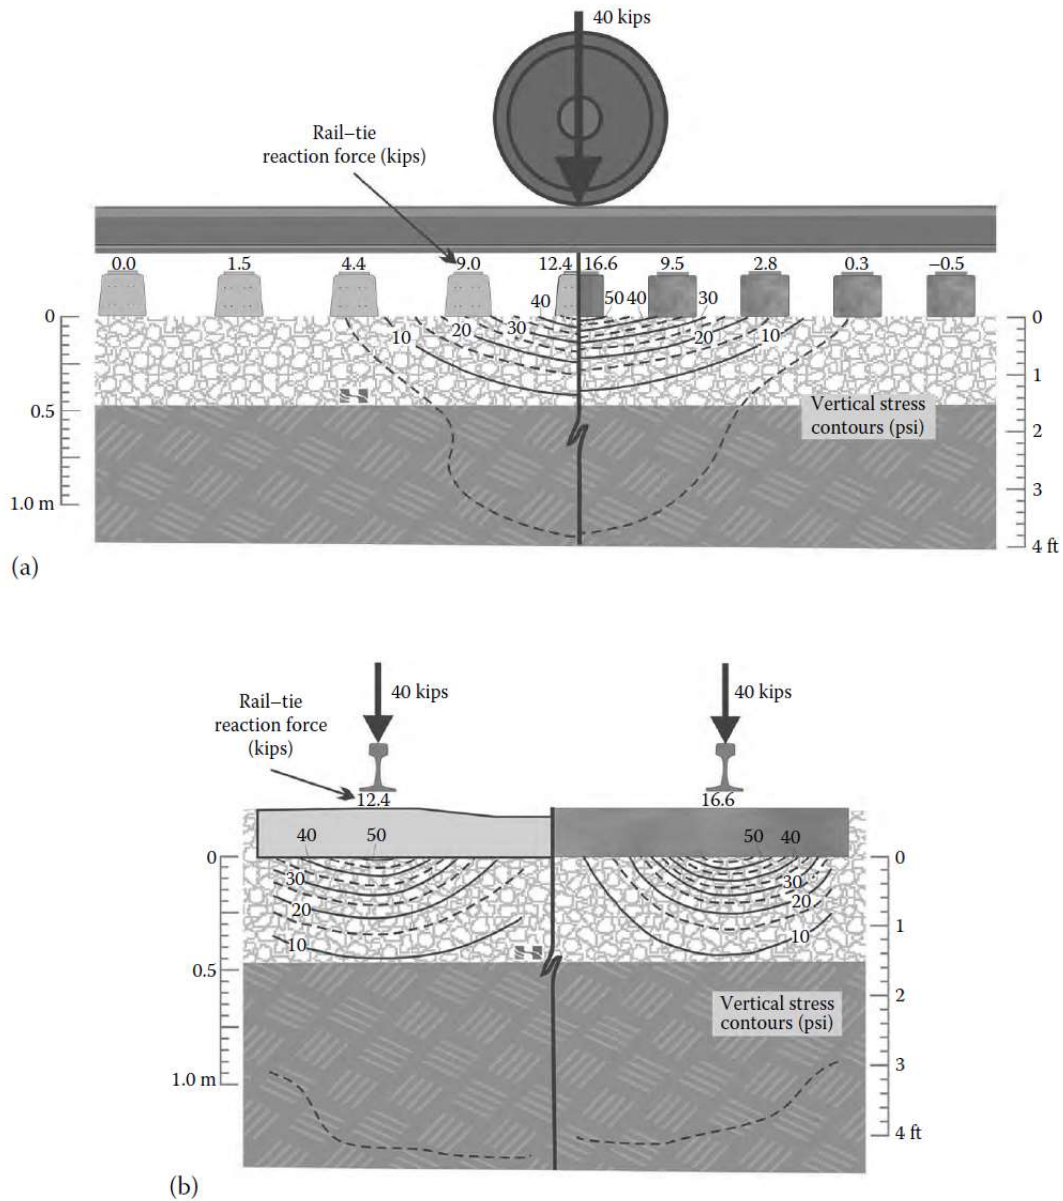 40 kips
Rail–tie
reaction force (kips)
0.0 1.5 4.4 9.0 12.4 16.6 9.5 2.8 0.3 –0.5
40 50 40 30
0 20 30 20 0
10 10
1
0.5
Vertical stress
contours (psi)
2
3
1.0 m
4 ft
(a)
40 kips 40 kips
Rail–tie
reaction force
(kips)
12.4 16.6
40 50 50 40
0 0
30 30
20 20
10 10
1
0.5
2
Vertical stress
contours (psi)
3
1.0 m
4 ft
(b)